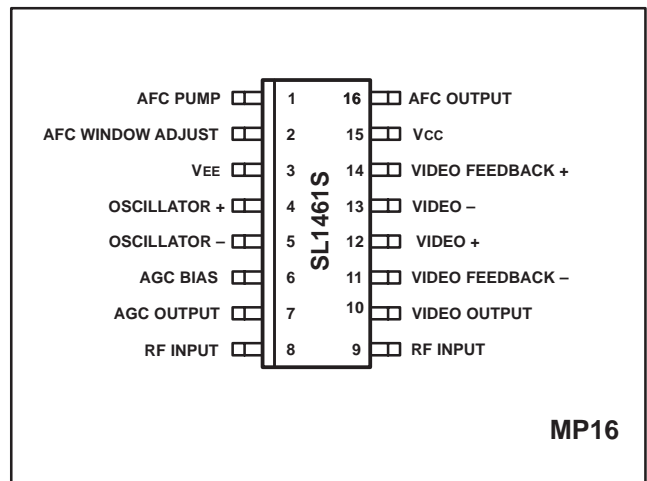 AFC PUMP 1 16 AFC OUTPUT
AFC WINDOW ADJUST 2 15 VCC
VEE 3 14 VIDEO FEEDBACK +
OSCILLATOR + 4 13 VIDEO –
OSCILLATOR – 5 12 VIDEO +
AGC BIAS 6 11 VIDEO FEEDBACK –
AGC OUTPUT 7 10 VIDEO OUTPUT
RF INPUT 8 9 RF INPUT
SL1461S
MP16